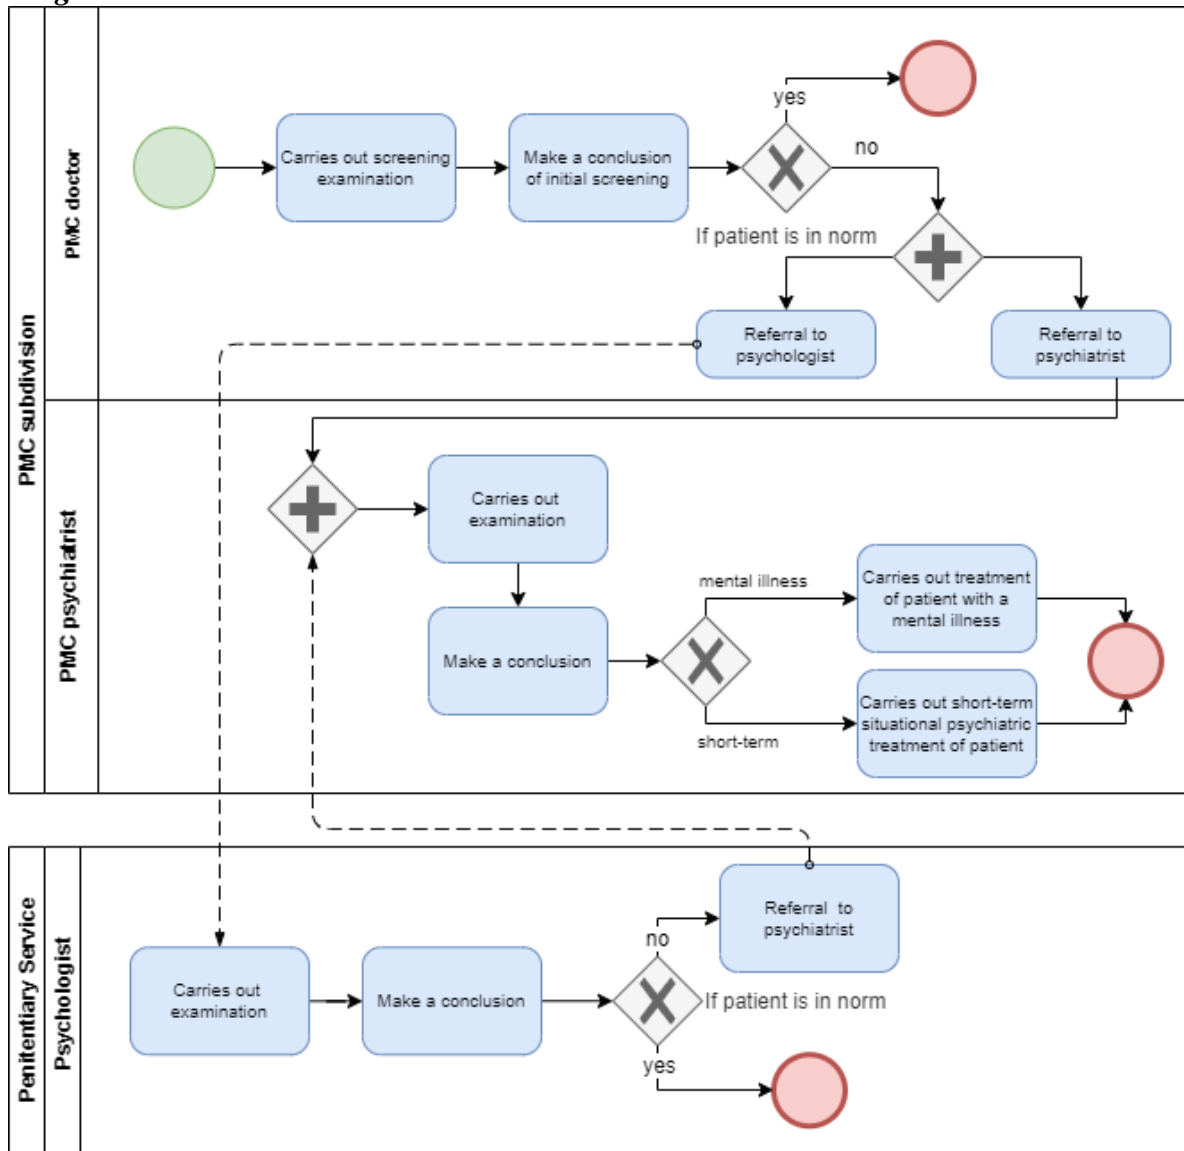 PMC subdivision
PMC doctor
Carries out screening
examination
Make a conclusion
of initial screening
yes
no
If patient is in norm
Referral to
psychologist
Referral to
psychiatrist
PMC psychiatrist
Carries out
examination
Make a conclusion
mental illness
short-term
Carries out treatment
of patient with a
mental illness
Carries out short-term
situational psychiatric
treatment of patient
Penitentiary Service
Psychologist
Carries out
examination
Make a conclusion
no
If patient is in norm
yes
Referral to
psychiatrist